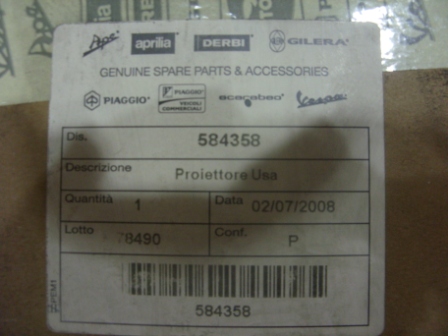 Ape aprilia DERBI GILERA
GENUINE SPARE PARTS & ACCESSORIES
PIAGGIO PIAGGIO VEICOLI COMMERCIALI scarabeo Vespa
Dis. 584358
Descrizione Proiettore Usa
Quantità 1 Data 02/07/2008
Lotto 78490 Conf. P
584358